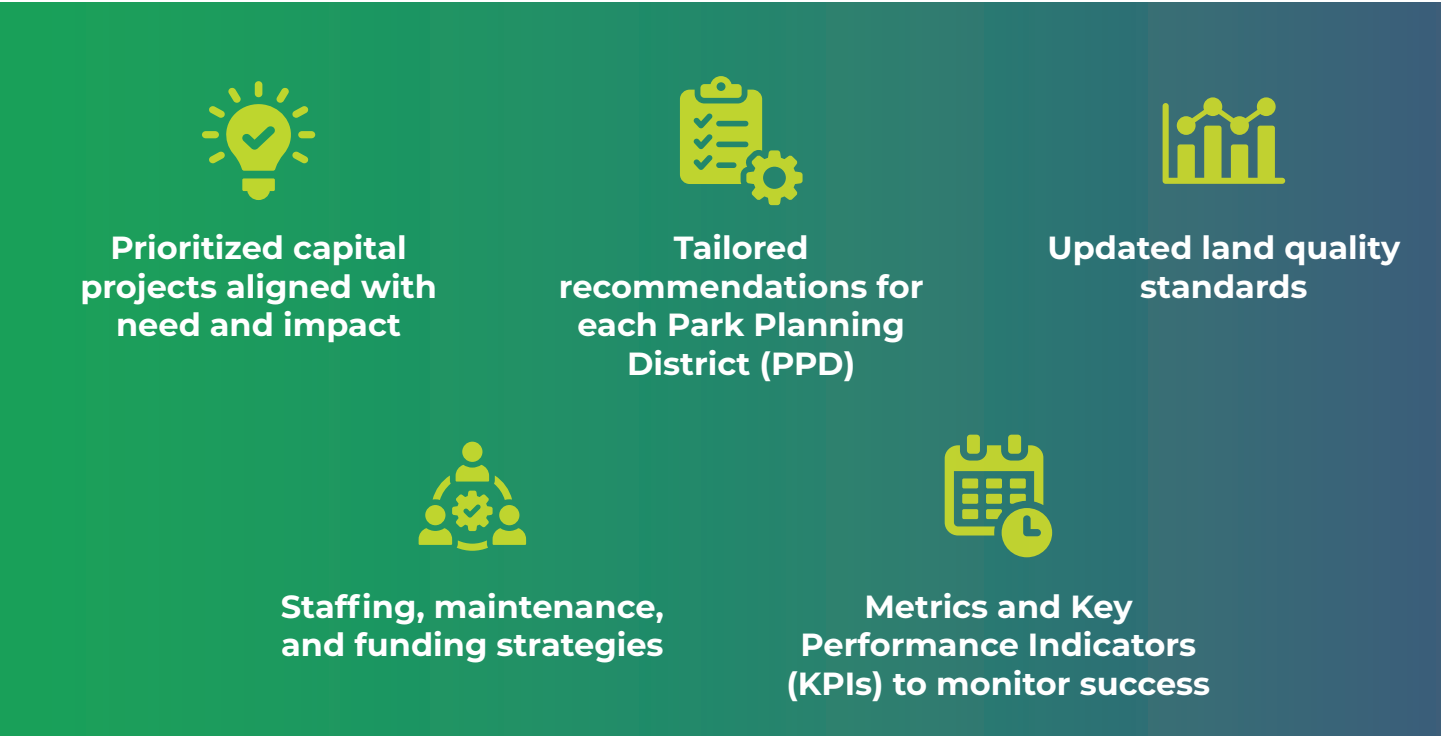 Prioritized capital
projects aligned with
need and impact
Tailored
recommendations for
each Park Planning
District (PPD)
Updated land quality
standards
Staffing, maintenance,
and funding strategies
Metrics and Key
Performance Indicators
(KPIs) to monitor success